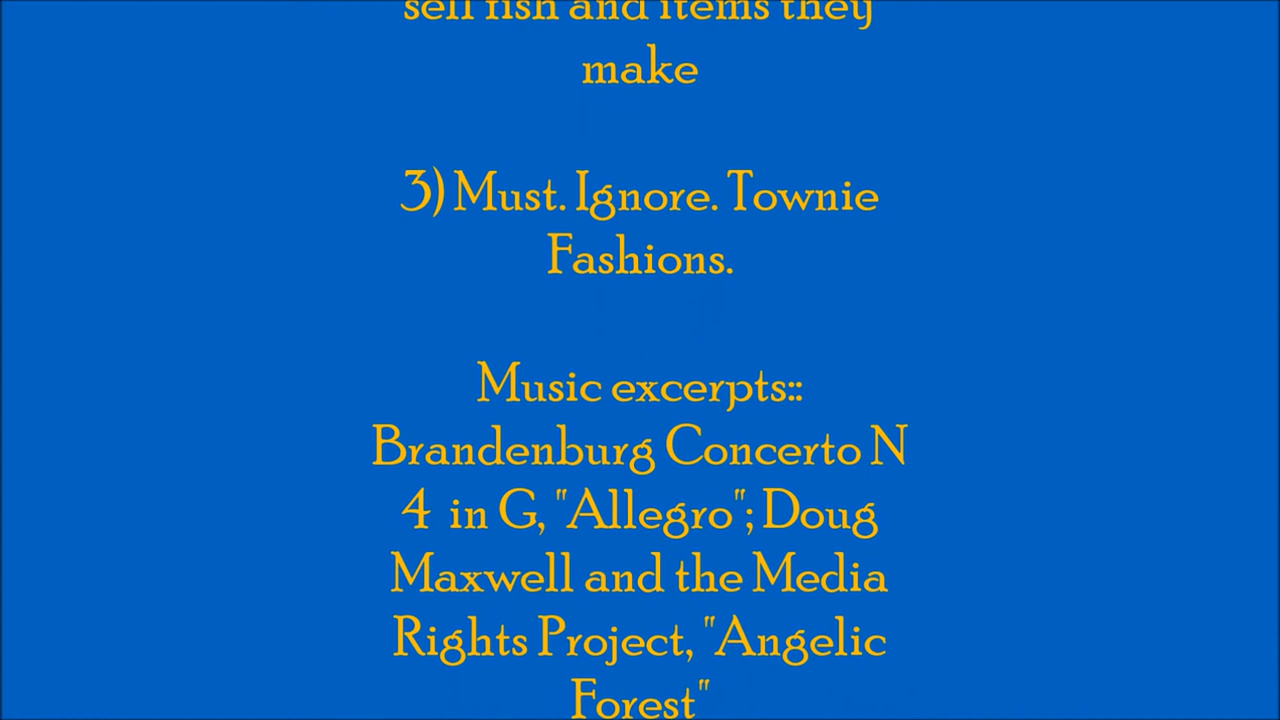 sell fish and items they
make
3) Must. Ignore. Townie
Fashions.
Music excerpts::
Brandenburg Concerto N
4 in G, "Allegro"; Doug
Maxwell and the Media
Rights Project, "Angelic
Forest"